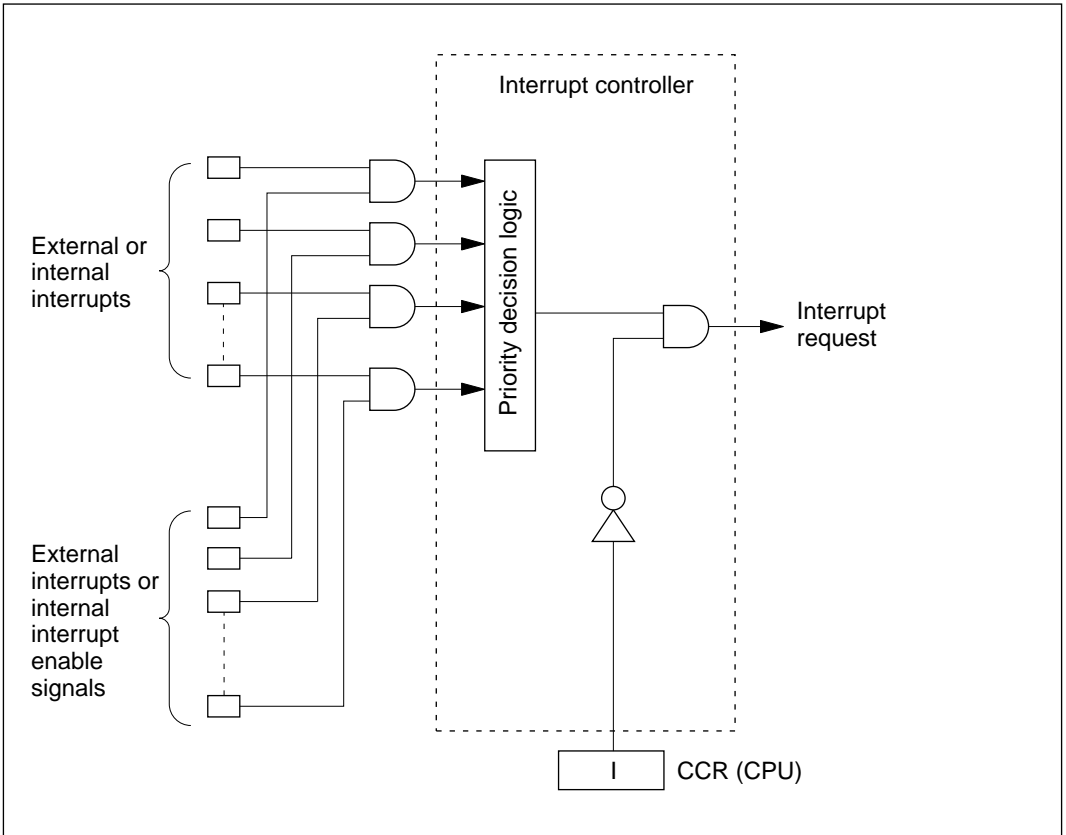 Interrupt controller
External or
internal
interrupts
Priority decision logic
Interrupt
request
External
interrupts or
internal
interrupt
enable
signals
I
CCR (CPU)